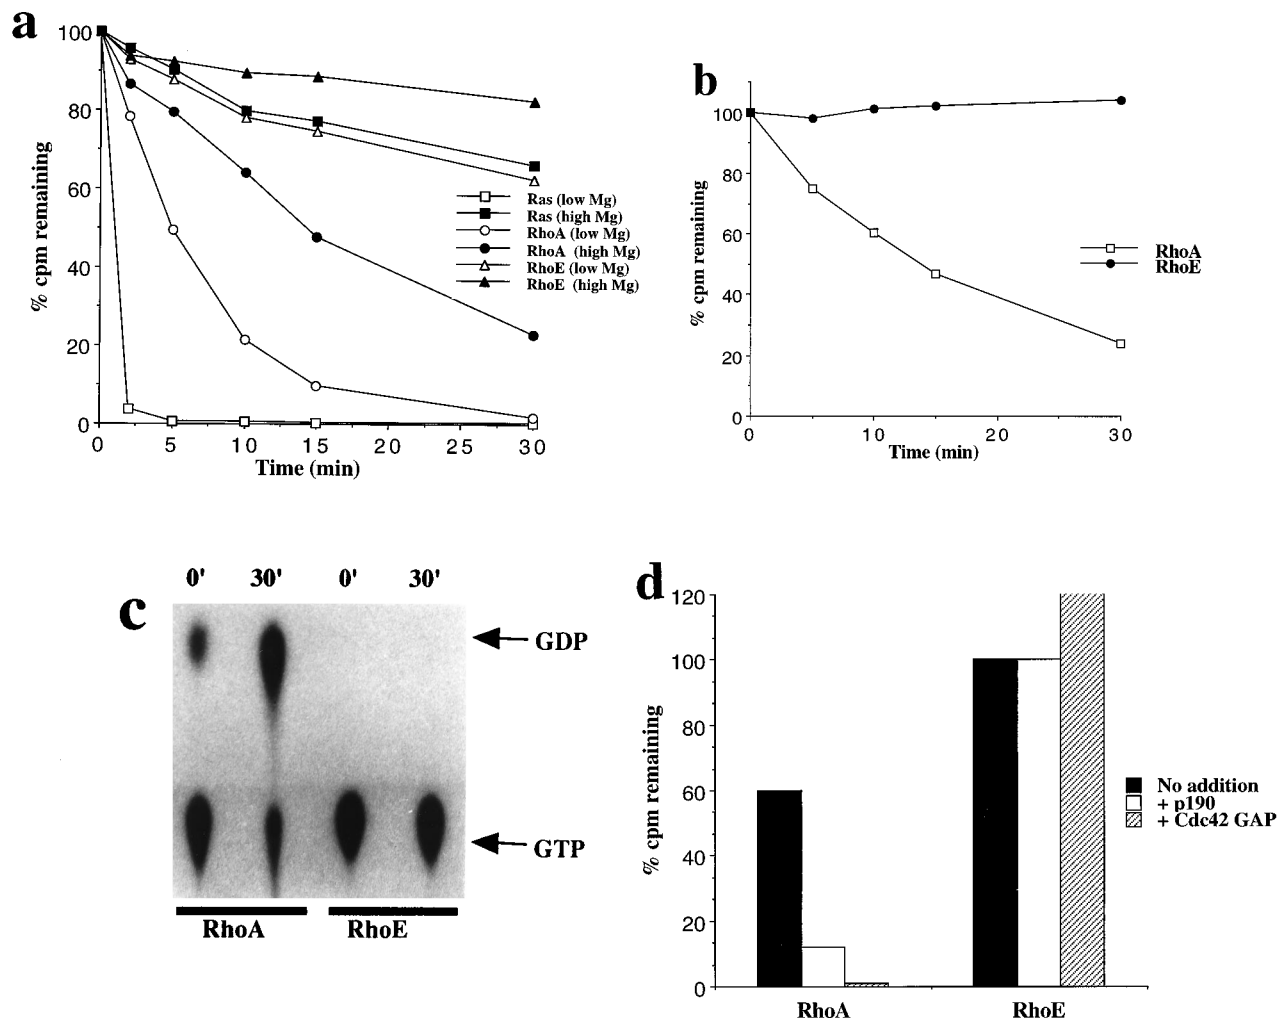 a
100
80
60
40
20
0
% cpm remaining
0 5 10 15 20 25 30
Time (min)
Ras (low Mg)
Ras (high Mg)
RhoA (low Mg)
RhoA (high Mg)
RhoE (low Mg)
RhoE (high Mg)
b
100
80
60
40
20
0
% cpm remaining
0 10 20 30
Time (min)
RhoA
RhoE
c
0' 30' 0' 30'
GDP
GTP
RhoA RhoE
d
120
100
80
60
40
20
0
% cpm remaining
RhoA RhoE
No addition
+ p190
+ Cdc42 GAP